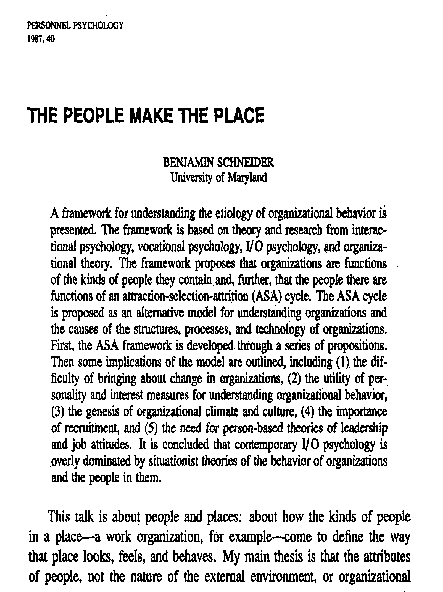 PERSONNEL PSYCHOLOGY
1987, 40
THE PEOPLE MAKE THE PLACE
BENJAMIN SCHNEIDER
University of Maryland
A framework for understanding the etiology of organizational behavior is
presented. The framework is based on theory and research from interac-
tional psychology, vocational psychology, I/O psychology, and organiza-
tional theory. The framework proposes that organizations are functions
of the kinds of people they contain and, further, that the people there are
functions of an attraction-selection-attrition (ASA) cycle. The ASA cycle
is proposed as an alternative model for understanding organizations and
the causes of the structures, processes, and technology of organizations.
First, the ASA framework is developed through a series of propositions.
Then some implications of the model are outlined, including (1) the dif-
ficulty of bringing about change in organizations, (2) the utility of per-
sonality and interest measures for understanding organizational behavior,
(3) the genesis of organizational climate and culture, (4) the importance
of recruitment, and (5) the need for person-based theories of leadership
and job attitudes. It is concluded that contemporary I/O psychology is
overly dominated by situationist theories of the behavior of organizations
and the people in them.
This talk is about people and places: about how the kinds of people
in a place—a work organization, for example—come to define the way
that place looks, feels, and behaves. My main thesis is that the attributes
of people, not the nature of the external environment, or organizational